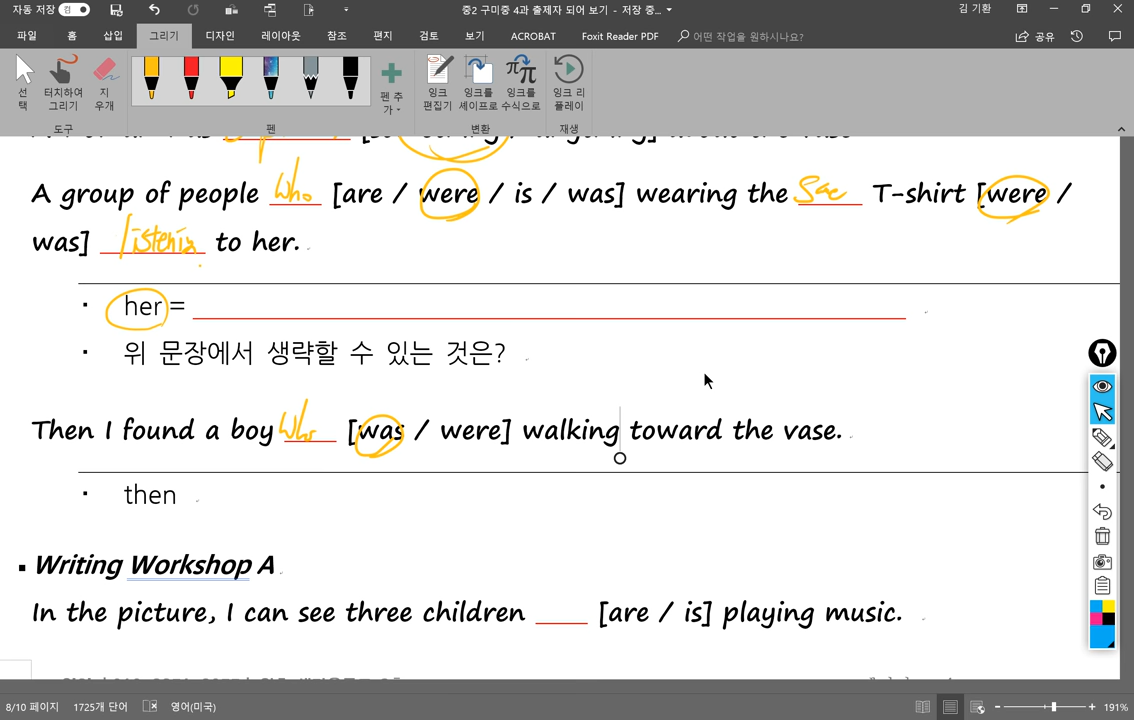 자동 저장 컴
중2 구미중 4과 출제자 되어 보기 - 저장 중...
김 기환
파일 홈 삽입 그리기 디자인 레이아웃 참조 편지 검토 보기 ACROBAT Foxit Reader PDF 어떤 작업을 원하시나요? 공유
선택 터치하여 그리기 지우개 펜 추가 잉크 편집기 잉크를 셰이프로 잉크를 수식으로 잉크 리플레이
도구 펜 변환 재생
A group of people who [are / were / is / was] wearing the T-shirt [were /
was] listening to her.
· her =
· 위 문장에서 생략할 수 있는 것은?
Then I found a boy who [was / were] walking toward the vase.
· then
▪ Writing Workshop A
In the picture, I can see three children ____ [are / is] playing music.
8/10 페이지 1725개 단어 영어(미국) 191%